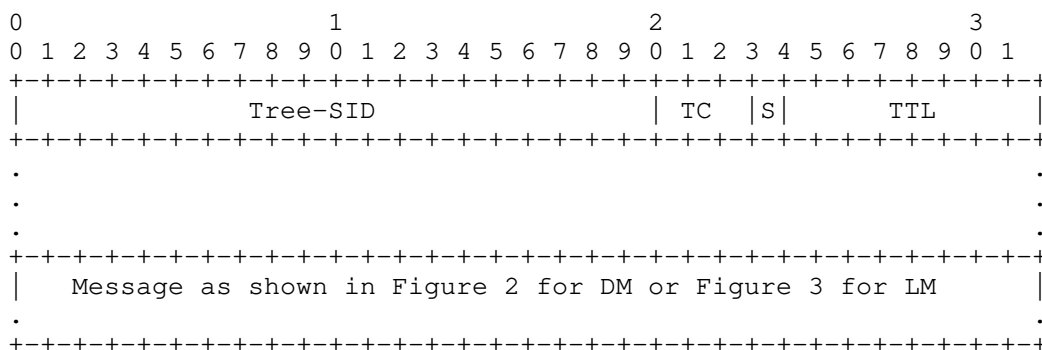 0                   1                   2                   3
0 1 2 3 4 5 6 7 8 9 0 1 2 3 4 5 6 7 8 9 0 1 2 3 4 5 6 7 8 9 0 1
+-+-+-+-+-+-+-+-+-+-+-+-+-+-+-+-+-+-+-+-+-+-+-+-+-+-+-+-+-+-+-+-+
|              Tree-SID                 | TC  |S|      TTL      |
+-+-+-+-+-+-+-+-+-+-+-+-+-+-+-+-+-+-+-+-+-+-+-+-+-+-+-+-+-+-+-+-+
.                                                               .
.                                                               .
.                                                               .
+-+-+-+-+-+-+-+-+-+-+-+-+-+-+-+-+-+-+-+-+-+-+-+-+-+-+-+-+-+-+-+-+
|   Message as shown in Figure 2 for DM or Figure 3 for LM      |
.                                                               .
+-+-+-+-+-+-+-+-+-+-+-+-+-+-+-+-+-+-+-+-+-+-+-+-+-+-+-+-+-+-+-+-+